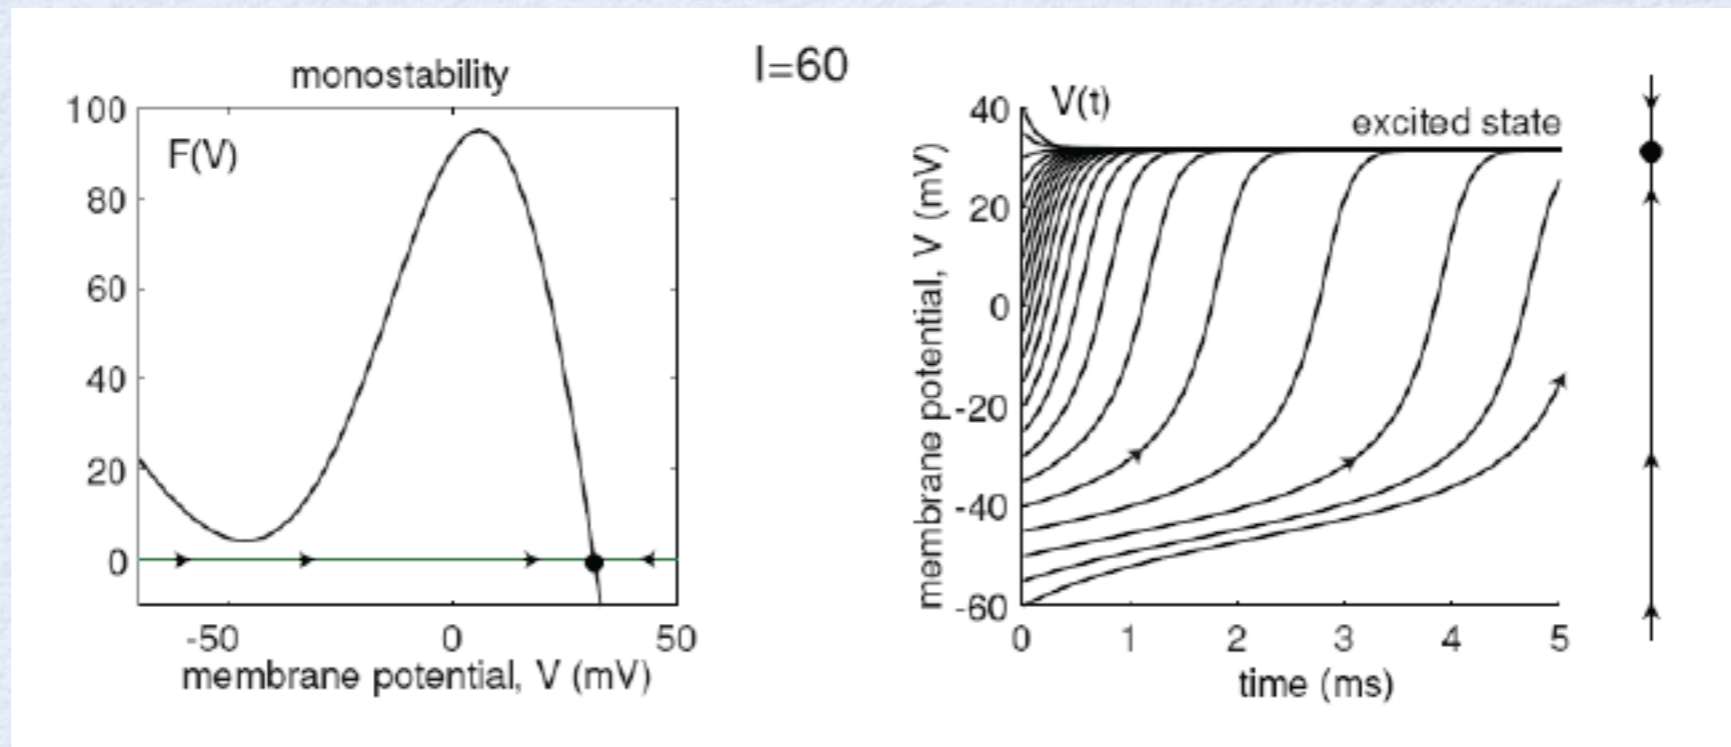 monostability
I=60
F(V)
100
80
60
40
20
0
-50 0 50
membrane potential, V (mV)
V(t)
excited state
membrane potential, V (mV)
40
20
0
-20
-40
-60
0 1 2 3 4 5
time (ms)